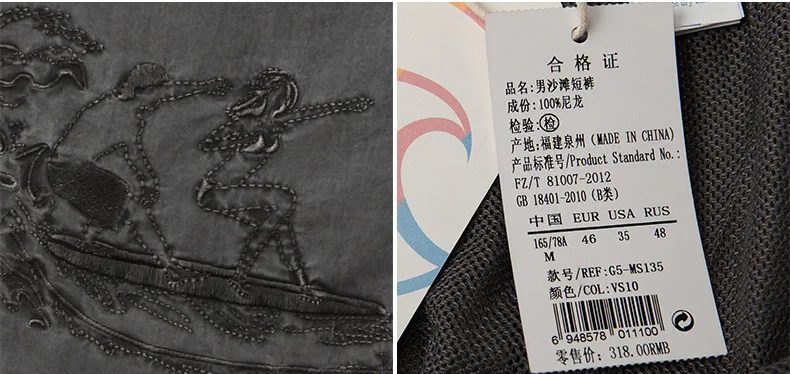 合格证
品名: 男沙滩短裤
成份: 100%尼龙
检验: 检
产地: 福建泉州 (MADE IN CHINA)
产品标准号/Product Standard No.:
FZ/T 81007-2012
GB 18401-2010 (B类)
中国 EUR USA RUS
165/78A 46 35 48
M
款号/REF: G5-MS135
颜色/COL: VS10
6 948578 011100
零售价: 318.00RMB